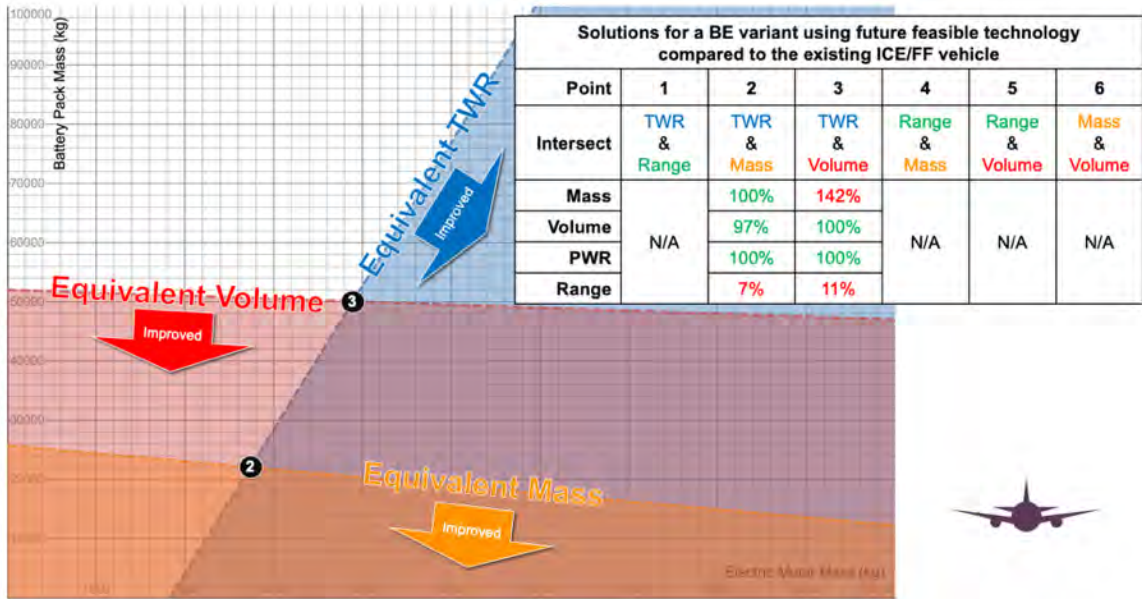 100000
Battery Pack Mass (kg)
90000
80000
70000
60000
50000
40000
30000
20000
10000
1000
Electric Motor Mass (kg)
Equivalent TWR
Improved
Equivalent Volume
Improved
Equivalent Mass
Improved
3
2
Solutions for a BE variant using future feasible technology
compared to the existing ICE/FF vehicle
Point 1 2 3 4 5 6
Intersect TWR & Range TWR & Mass TWR & Volume Range & Mass Range & Volume Mass & Volume
Mass N/A 100% 142% N/A N/A N/A
Volume 97% 100%
PWR 100% 100%
Range 7% 11%